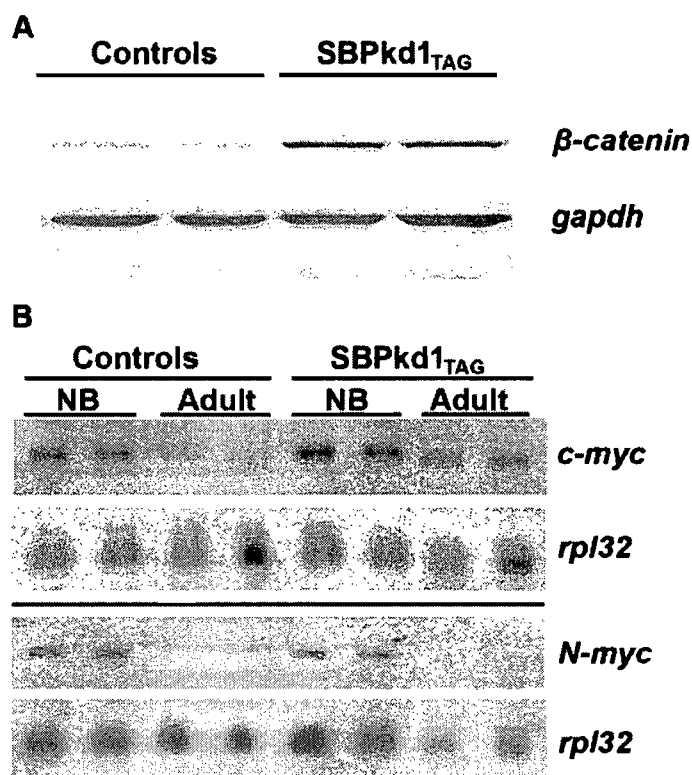 A
Controls SBPkd1TAG
β-catenin
gapdh
B
Controls SBPkd1TAG
NB Adult NB Adult
c-myc
rpl32
N-myc
rpl32